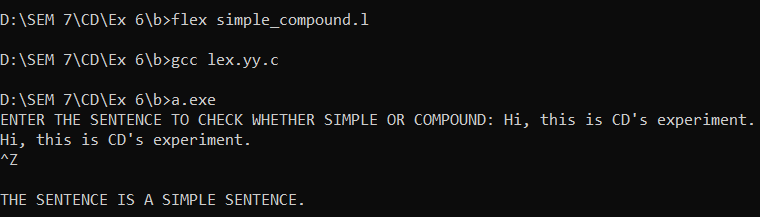 D:\SEM 7\CD\Ex 6\b>flex simple_compound.l
D:\SEM 7\CD\Ex 6\b>gcc lex.yy.c
D:\SEM 7\CD\Ex 6\b>a.exe
ENTER THE SENTENCE TO CHECK WHETHER SIMPLE OR COMPOUND: Hi, this is CD's experiment.
Hi, this is CD's experiment.
^Z
THE SENTENCE IS A SIMPLE SENTENCE.